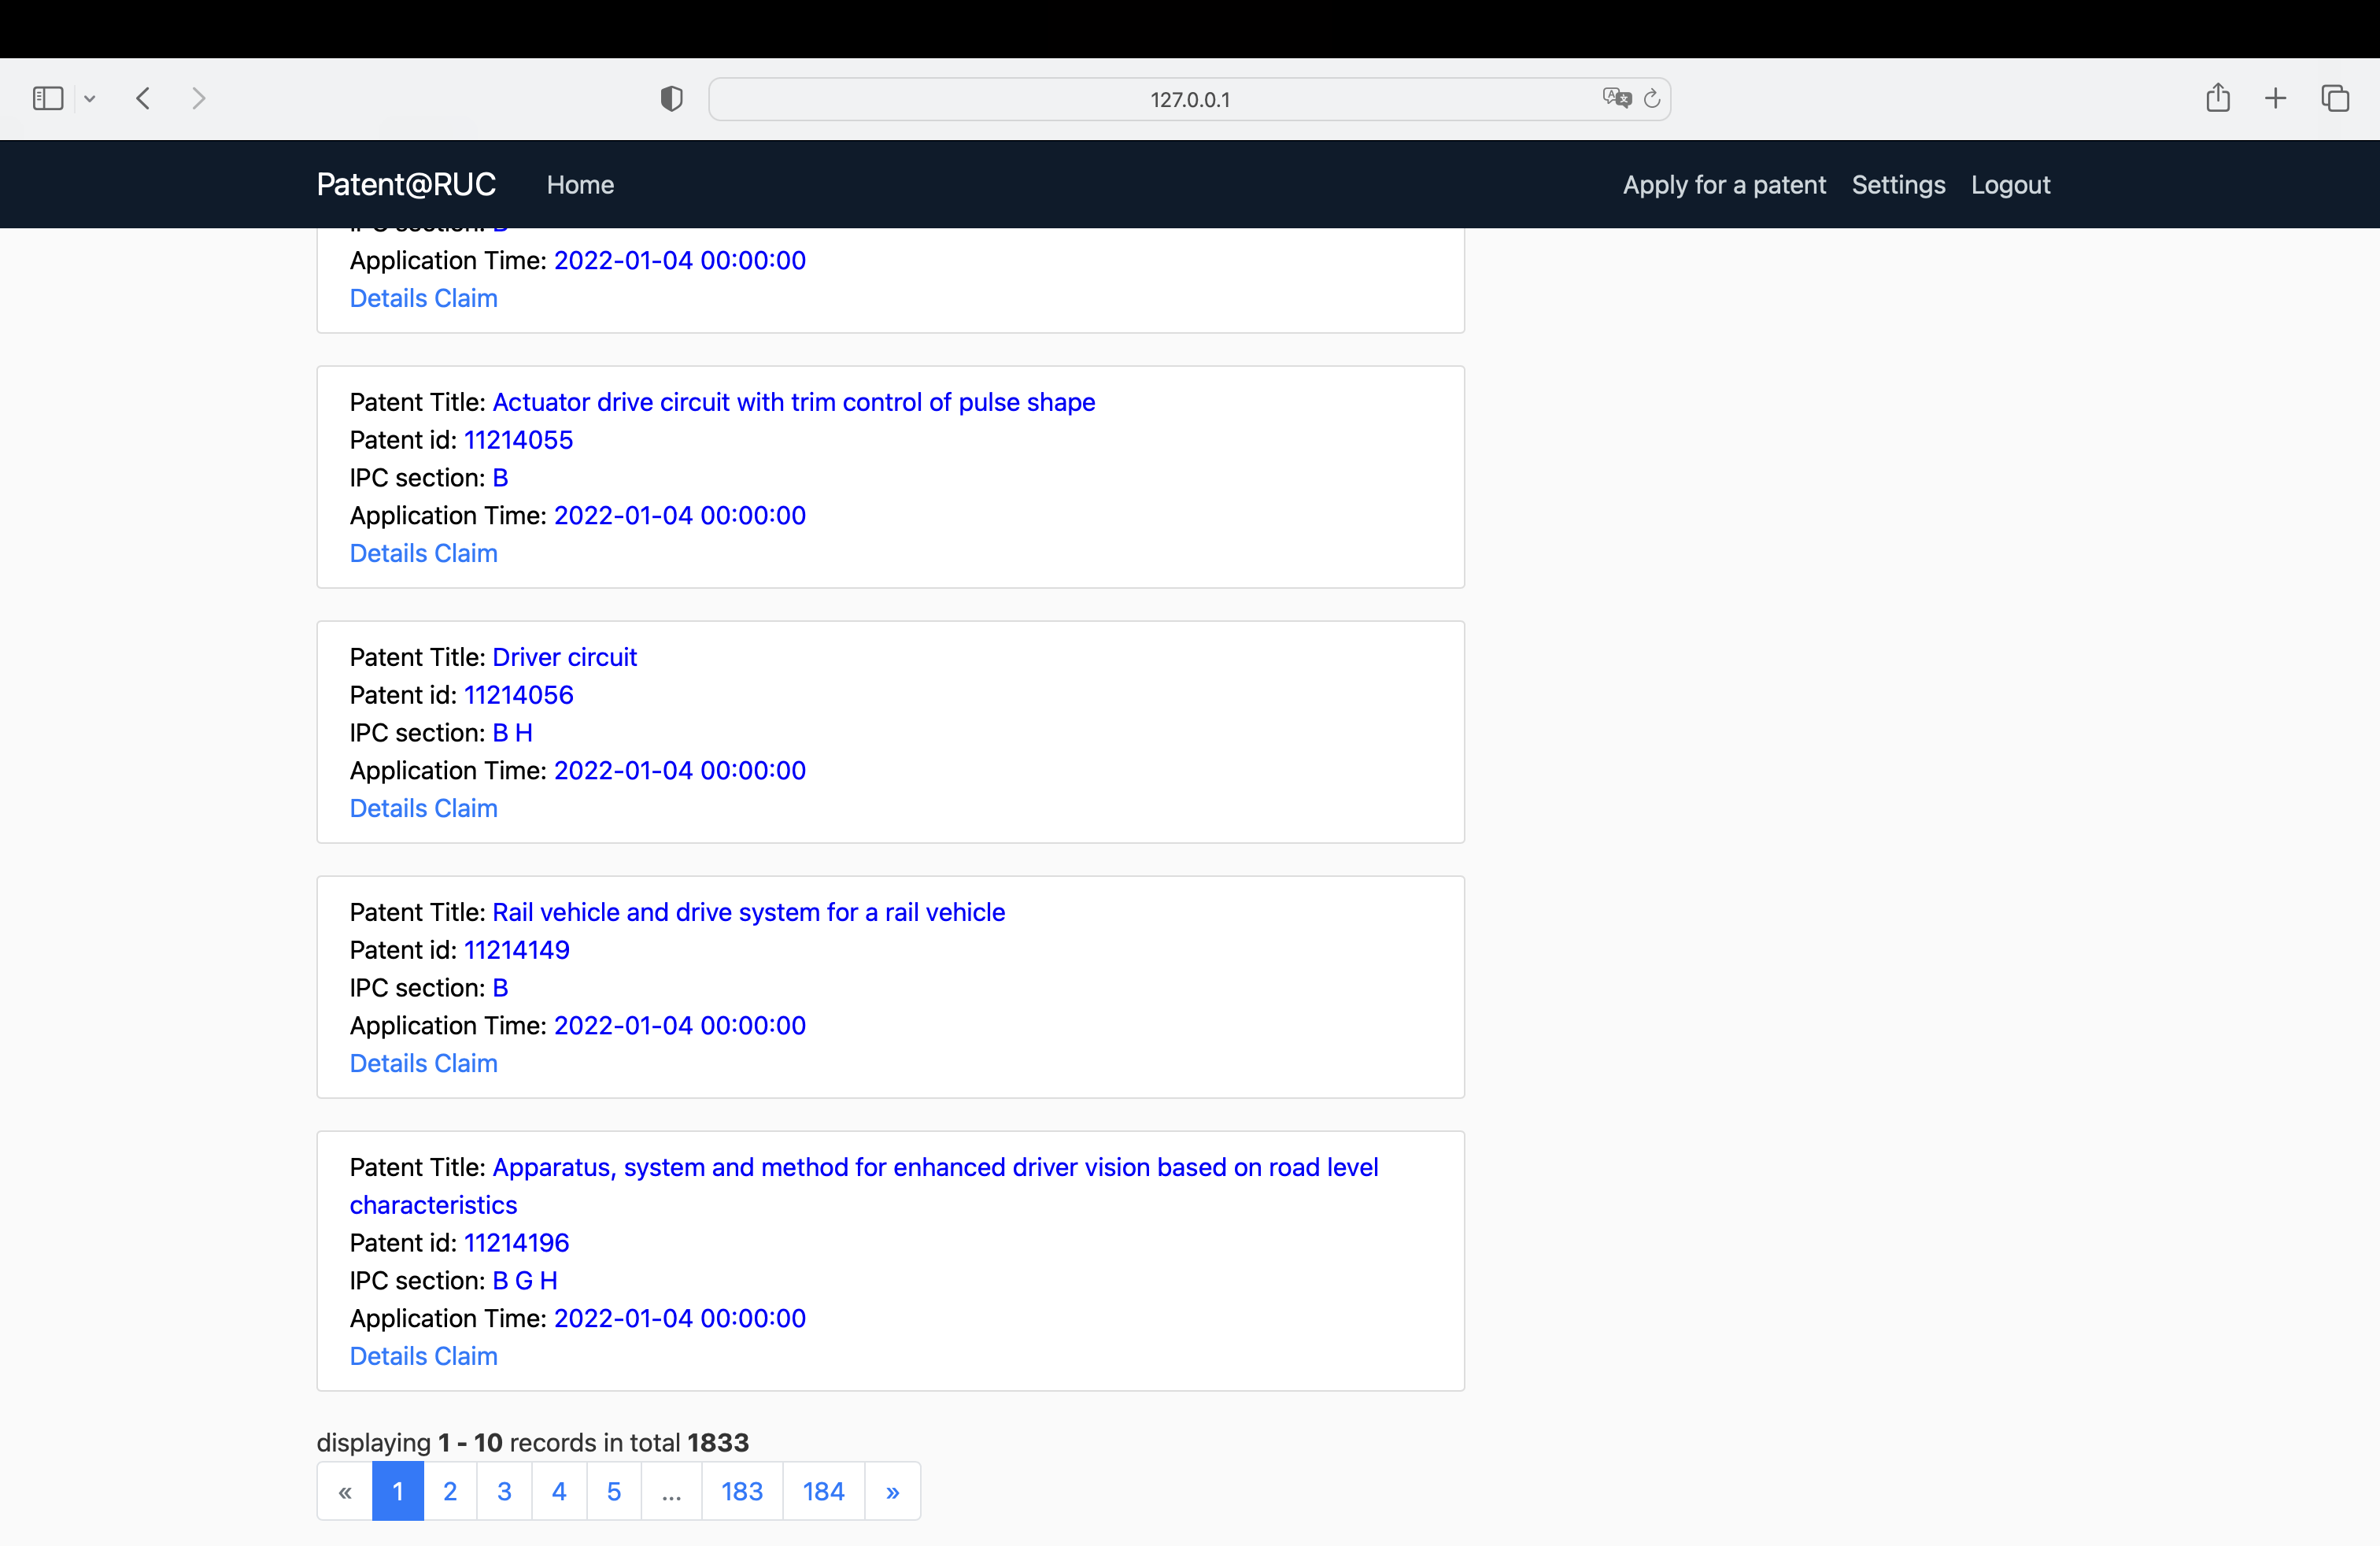 127.0.0.1
Patent@RUC Home Apply for a patent Settings Logout
IPC section: B
Application Time: 2022-01-04 00:00:00
Details Claim
Patent Title: Actuator drive circuit with trim control of pulse shape
Patent id: 11214055
IPC section: B
Application Time: 2022-01-04 00:00:00
Details Claim
Patent Title: Driver circuit
Patent id: 11214056
IPC section: B H
Application Time: 2022-01-04 00:00:00
Details Claim
Patent Title: Rail vehicle and drive system for a rail vehicle
Patent id: 11214149
IPC section: B
Application Time: 2022-01-04 00:00:00
Details Claim
Patent Title: Apparatus, system and method for enhanced driver vision based on road level
characteristics
Patent id: 11214196
IPC section: B G H
Application Time: 2022-01-04 00:00:00
Details Claim
displaying 1 - 10 records in total 1833
« 1 2 3 4 5 ... 183 184 »